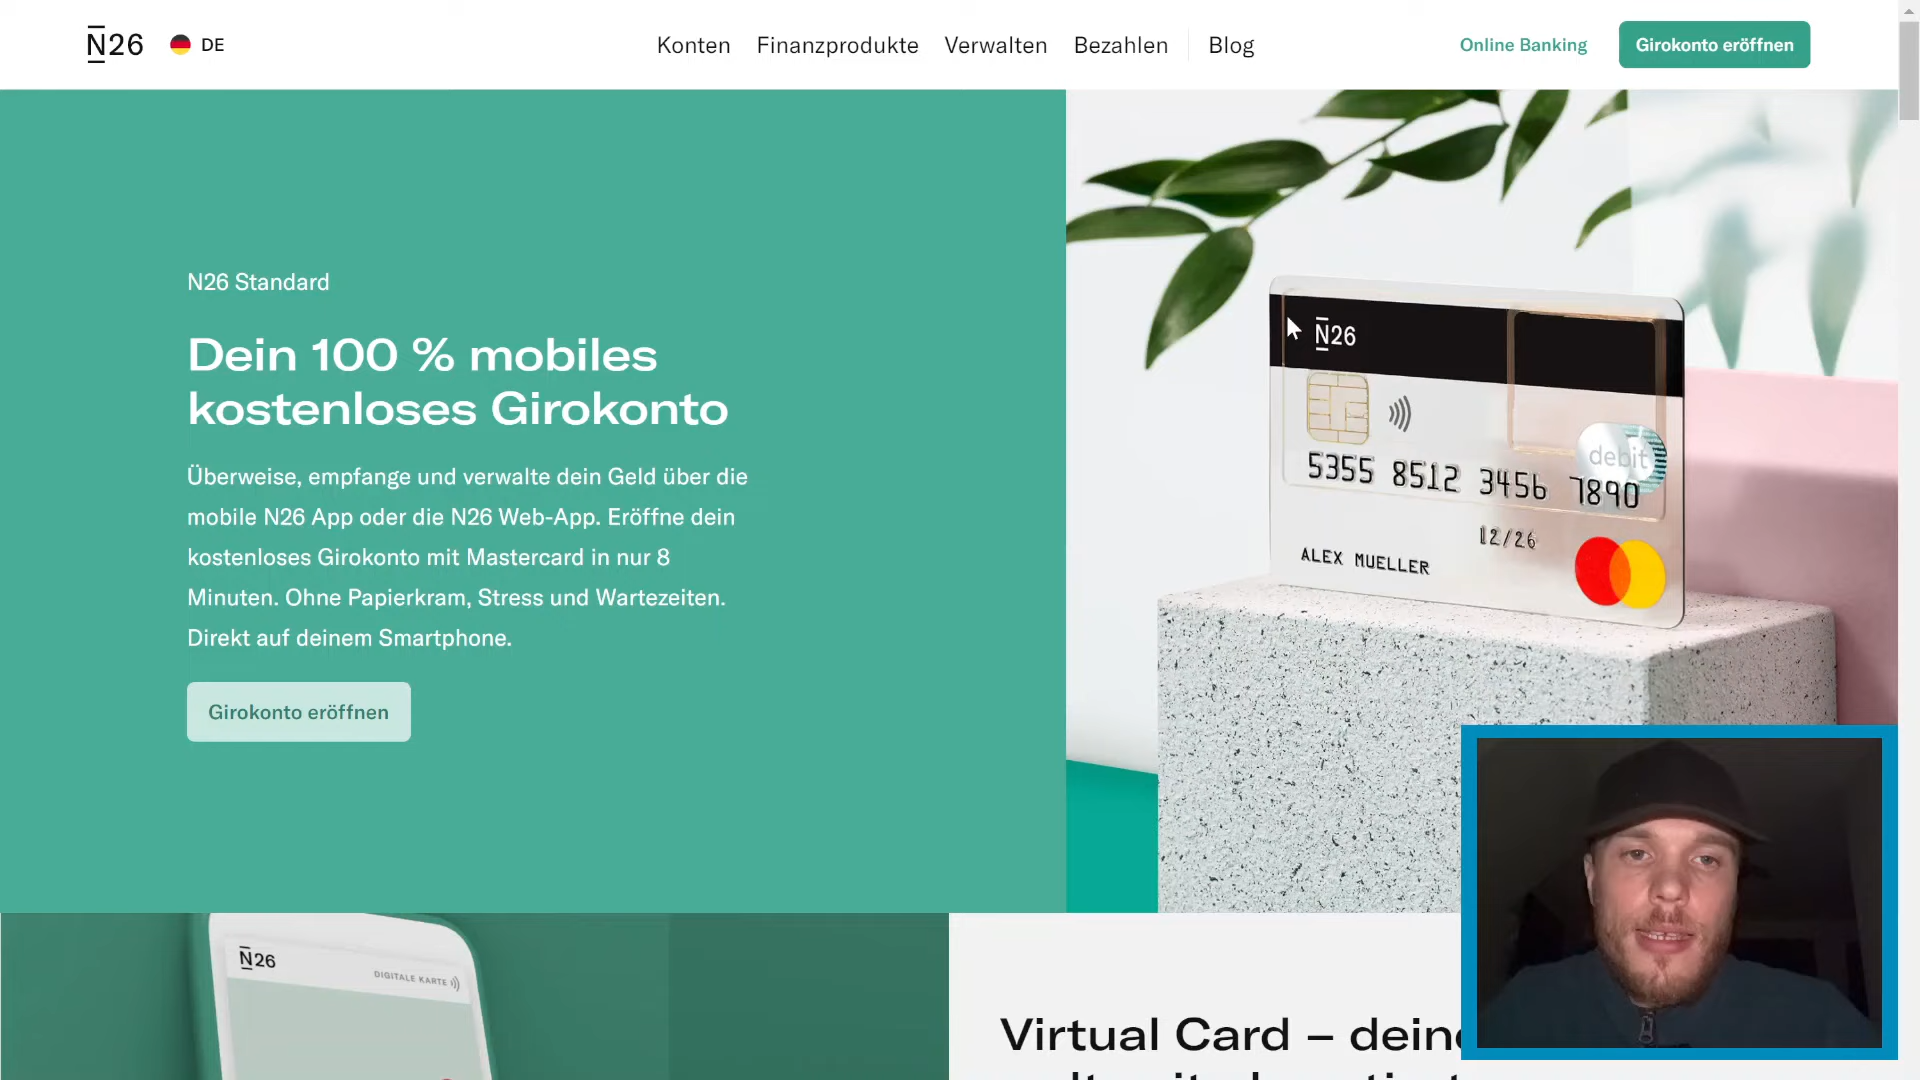 N26
DE
Konten
Finanzprodukte
Verwalten
Bezahlen
Blog
Online Banking
Girokonto eröffnen
N26 Standard
Dein 100 % mobiles
kostenloses Girokonto
Überweise, empfange und verwalte dein Geld über die
mobile N26 App oder die N26 Web-App. Eröffne dein
kostenloses Girokonto mit Mastercard in nur 8
Minuten. Ohne Papierkram, Stress und Wartezeiten.
Direkt auf deinem Smartphone.
Girokonto eröffnen
N26
debit
5355 8512 3456 7890
12/26
ALEX MUELLER
N26
DIGITALE KARTE
Virtual Card – deine